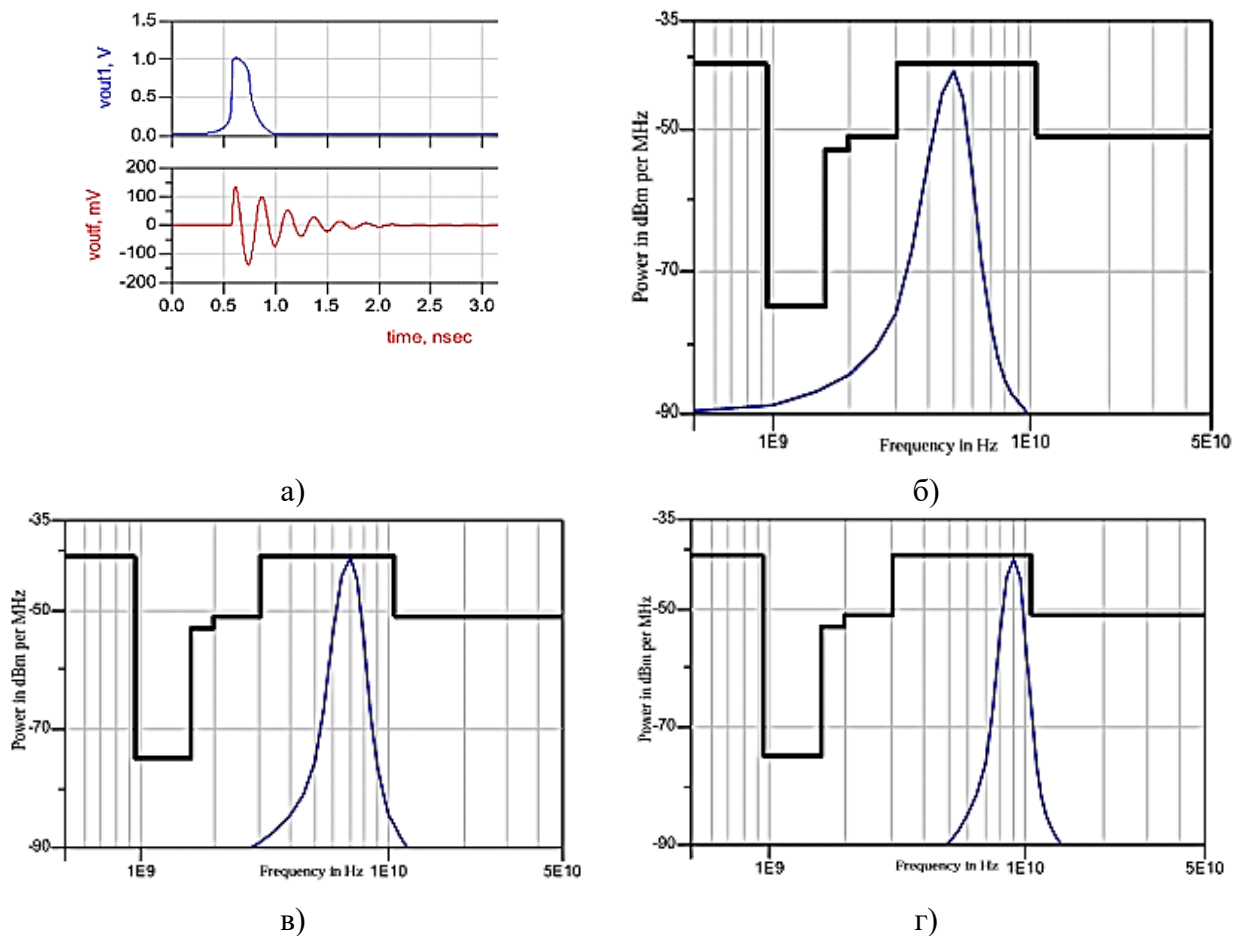 1.5
1.0
0.5
0.0
vout1, V
200
100
0
-100
-200
voutf, mV
0.0 0.5 1.0 1.5 2.0 2.5 3.0
time, nsec
а)
-35
-50
-70
-90
Power in dBm per MHz
1E9 Frequency in Hz 1E10 5E10
б)
-35
-50
-70
-90
Power in dBm per MHz
1E9 Frequency in Hz 1E10 5E10
в)
-35
-50
-70
-90
Power in dBm per MHz
1E9 Frequency in Hz 1E10 5E10
г)